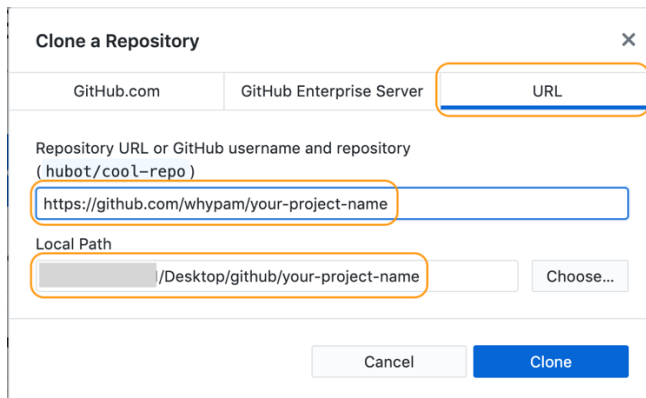 Clone a Repository
GitHub.com GitHub Enterprise Server URL
Repository URL or GitHub username and repository
(hubot/cool-repo)
https://github.com/whypam/your-project-name
Local Path
/Desktop/github/your-project-name Choose...
Cancel Clone